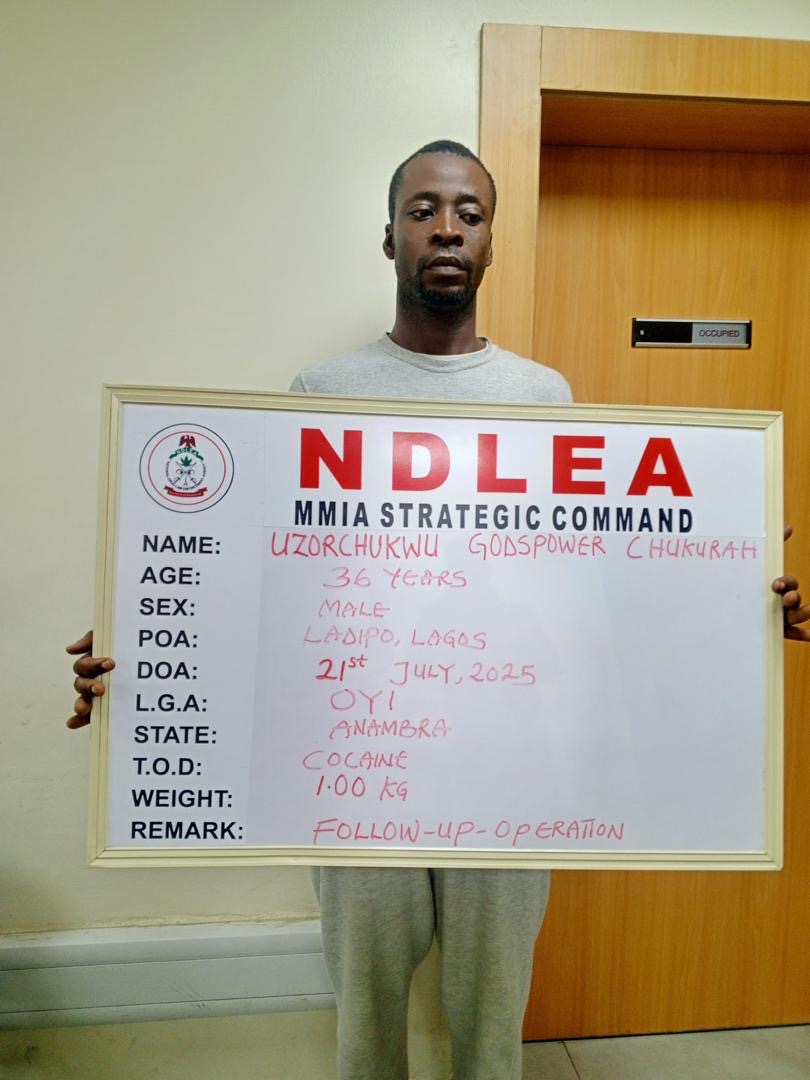 OCCUPIED
NDLEA
NDLEA
MMIA STRATEGIC COMMAND
NAME: UZORCHUKWU GODSPOWER CHUKURAH
AGE: 36 YEARS
SEX: MALE
POA: LADIPO, LAGOS
DOA: 21st JULY, 2025
L.G.A: OYI
STATE: ANAMBRA
T.O.D: COCAINE
WEIGHT: 1.00 KG
REMARK: FOLLOW-UP-OPERATION